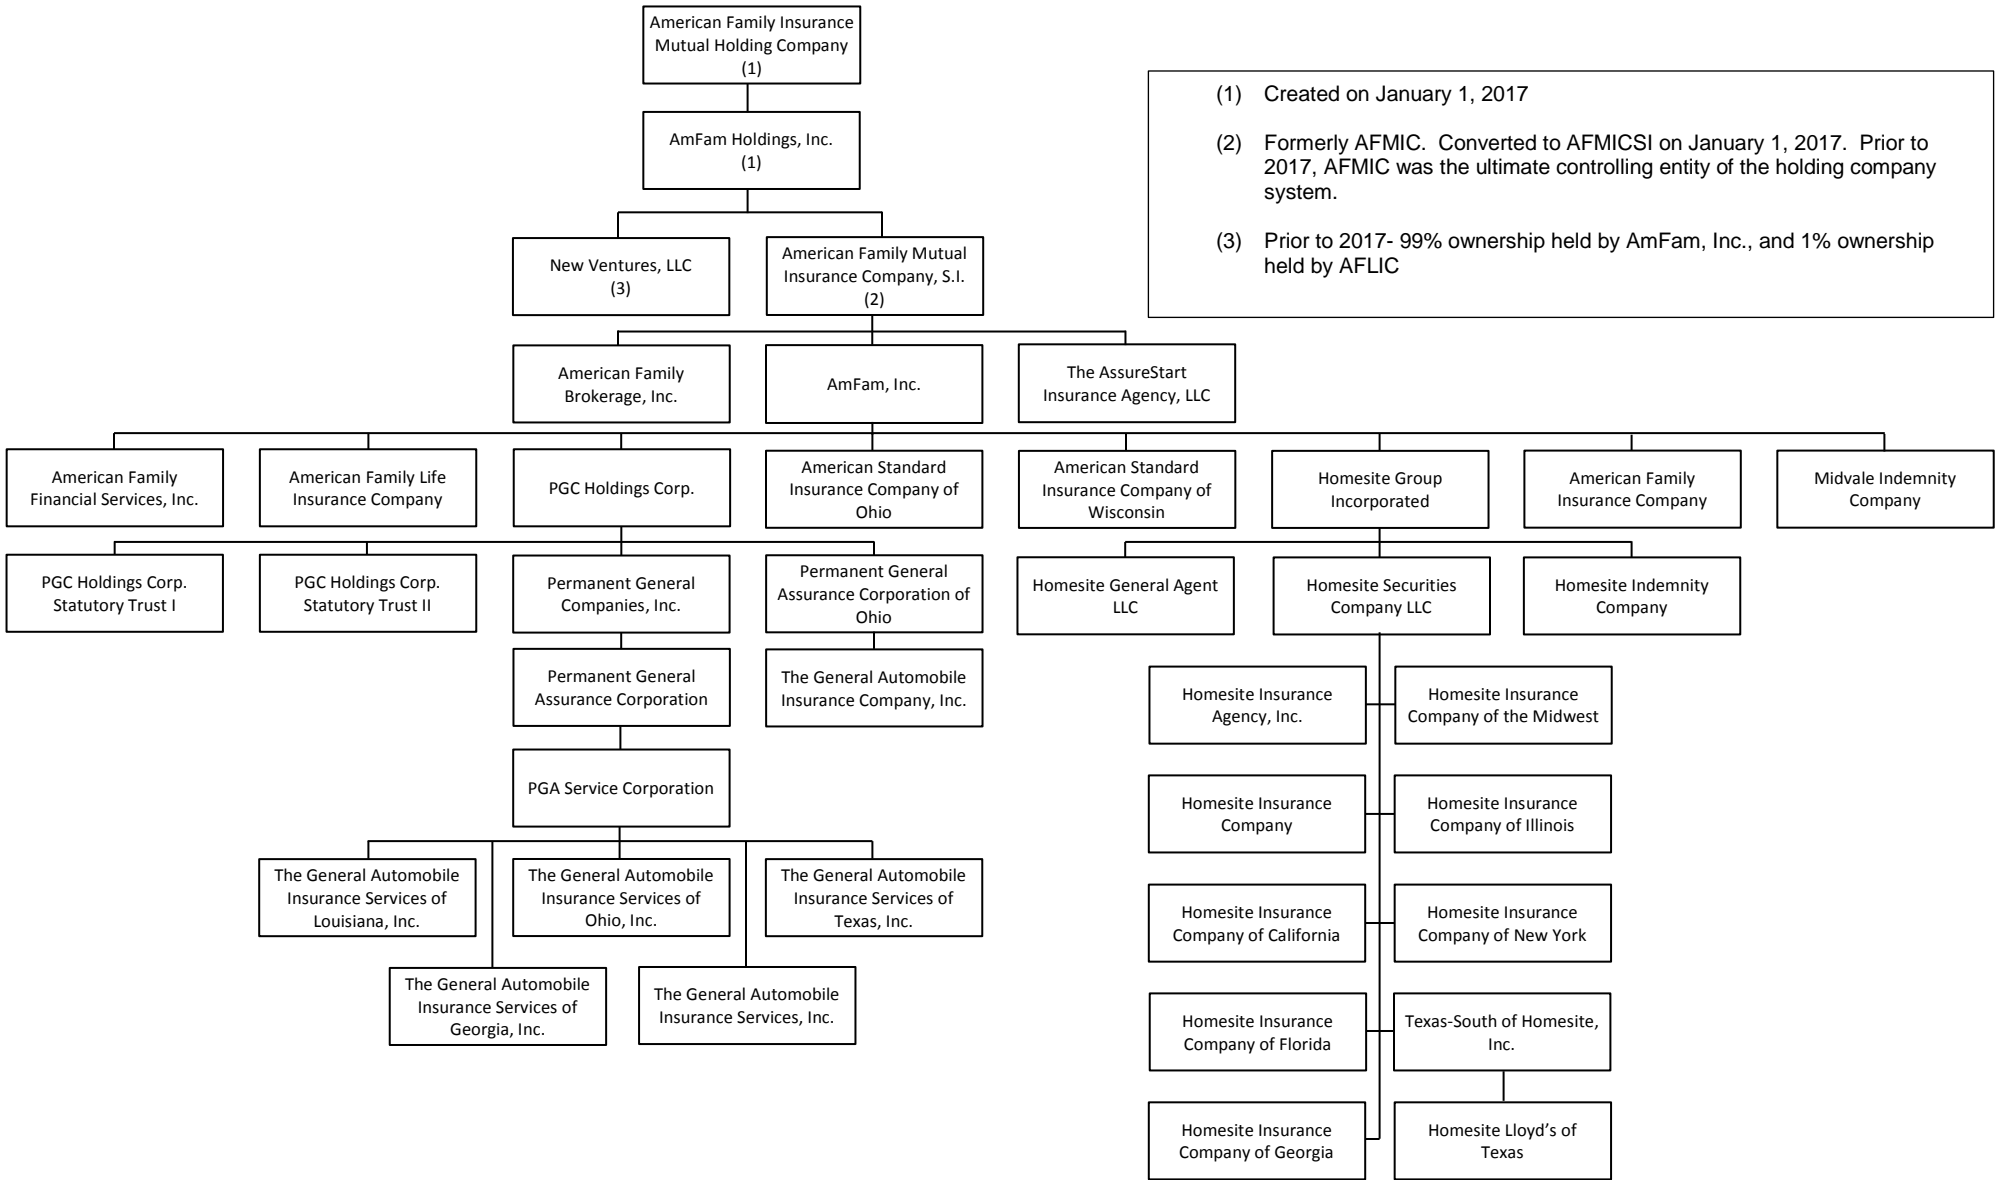 American Family Insurance
Mutual Holding Company
(1)
AmFam Holdings, Inc.
(1)
(1) Created on January 1, 2017
(2) Formerly AFMIC. Converted to AFMICSI on January 1, 2017. Prior to
2017, AFMIC was the ultimate controlling entity of the holding company
system.
(3) Prior to 2017- 99% ownership held by AmFam, Inc., and 1% ownership
held by AFLIC
New Ventures, LLC
(3)
American Family Mutual
Insurance Company, S.I.
(2)
American Family
Brokerage, Inc.
AmFam, Inc.
The AssureStart
Insurance Agency, LLC
American Family
Financial Services, Inc.
American Family Life
Insurance Company
PGC Holdings Corp.
American Standard
Insurance Company of
Ohio
American Standard
Insurance Company of
Wisconsin
Homesite Group
Incorporated
American Family
Insurance Company
Midvale Indemnity
Company
PGC Holdings Corp.
Statutory Trust I
PGC Holdings Corp.
Statutory Trust II
Permanent General
Companies, Inc.
Permanent General
Assurance Corporation of
Ohio
Homesite General Agent
LLC
Homesite Securities
Company LLC
Homesite Indemnity
Company
Permanent General
Assurance Corporation
The General Automobile
Insurance Company, Inc.
PGA Service Corporation
The General Automobile
Insurance Services of
Louisiana, Inc.
The General Automobile
Insurance Services of
Ohio, Inc.
The General Automobile
Insurance Services of
Texas, Inc.
The General Automobile
Insurance Services of
Georgia, Inc.
The General Automobile
Insurance Services, Inc.
Homesite Insurance
Agency, Inc.
Homesite Insurance
Company of the Midwest
Homesite Insurance
Company
Homesite Insurance
Company of Illinois
Homesite Insurance
Company of California
Homesite Insurance
Company of New York
Homesite Insurance
Company of Florida
Texas-South of Homesite,
Inc.
Homesite Insurance
Company of Georgia
Homesite Lloyd's of
Texas